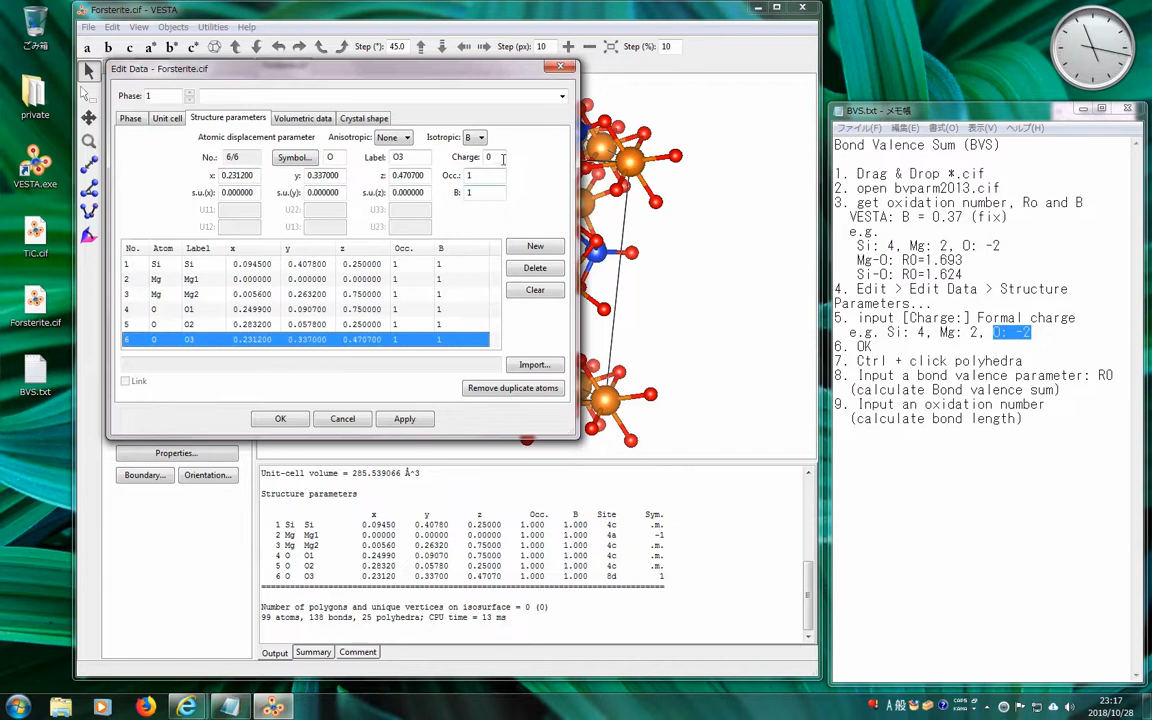 ごみ箱
private
VESTA.exe
TiC.cif
Forsterite.cif
BVS.txt
Forsterite.cif - VESTA
File Edit View Objects Utilities Help
a b c a* b* c* Step (°): 45.0 Step (px): 10 Step (%): 10
Edit Data - Forsterite.cif
Phase: 1
Phase Unit cell Structure parameters Volumetric data Crystal shape
Atomic displacement parameter Anisotropic: None Isotropic: B
No.: 6/6 Symbol... O Label: O3 Charge: 0
x: 0.231200 y: 0.337000 z: 0.470700 Occ.: 1
s.u.(x): 0.000000 s.u.(y): 0.000000 s.u.(z): 0.000000 B: 1
U11: U22: U33:
U12: U13: U23:
No. Atom Label x y z Occ. B
1 Si Si 0.094500 0.407800 0.250000 1 1
2 Mg Mg1 0.000000 0.000000 0.000000 1 1
3 Mg Mg2 0.005600 0.263200 0.750000 1 1
4 O O1 0.249900 0.090700 0.750000 1 1
5 O O2 0.283200 0.057800 0.250000 1 1
6 O O3 0.231200 0.337000 0.470700 1 1
New
Delete
Clear
Import...
Link
Remove duplicate atoms
OK Cancel Apply
Properties...
Boundary... Orientation...
Unit-cell volume = 285.539066 Å^3
Structure parameters
x y z Occ. B Site Sym.
1 Si Si 0.09450 0.40780 0.25000 1.000 1.000 4c .m.
2 Mg Mg1 0.00000 0.00000 0.00000 1.000 1.000 4a -1
3 Mg Mg2 0.00560 0.26320 0.75000 1.000 1.000 4c .m.
4 O O1 0.24990 0.09070 0.75000 1.000 1.000 4c .m.
5 O O2 0.28320 0.05780 0.25000 1.000 1.000 4c .m.
6 O O3 0.23120 0.33700 0.47070 1.000 1.000 8d 1
Number of polygons and unique vertices on isosurface = 0 (0)
99 atoms, 138 bonds, 25 polyhedra; CPU time = 13 ms
Output Summary Comment
BVS.txt - メモ帳
ファイル(F) 編集(E) 書式(O) 表示(V) ヘルプ(H)
Bond Valence Sum (BVS)
1. Drag & Drop *.cif
2. open bvparm2013.cif
3. get oxidation number, Ro and B
VESTA: B = 0.37 (fix)
e.g.
Si: 4, Mg: 2, O: -2
Mg-O: R0=1.693
Si-O: R0=1.624
4. Edit > Edit Data > Structure
Parameters...
5. input [Charge:] Formal charge
e.g. Si: 4, Mg: 2, O: -2
6. OK
7. Ctrl + click polyhedra
8. Input a bond valence parameter: R0
(calculate Bond valence sum)
9. Input an oxidation number
(calculate bond length)
A 般
CAPS
KANA
23:17
2018/10/28